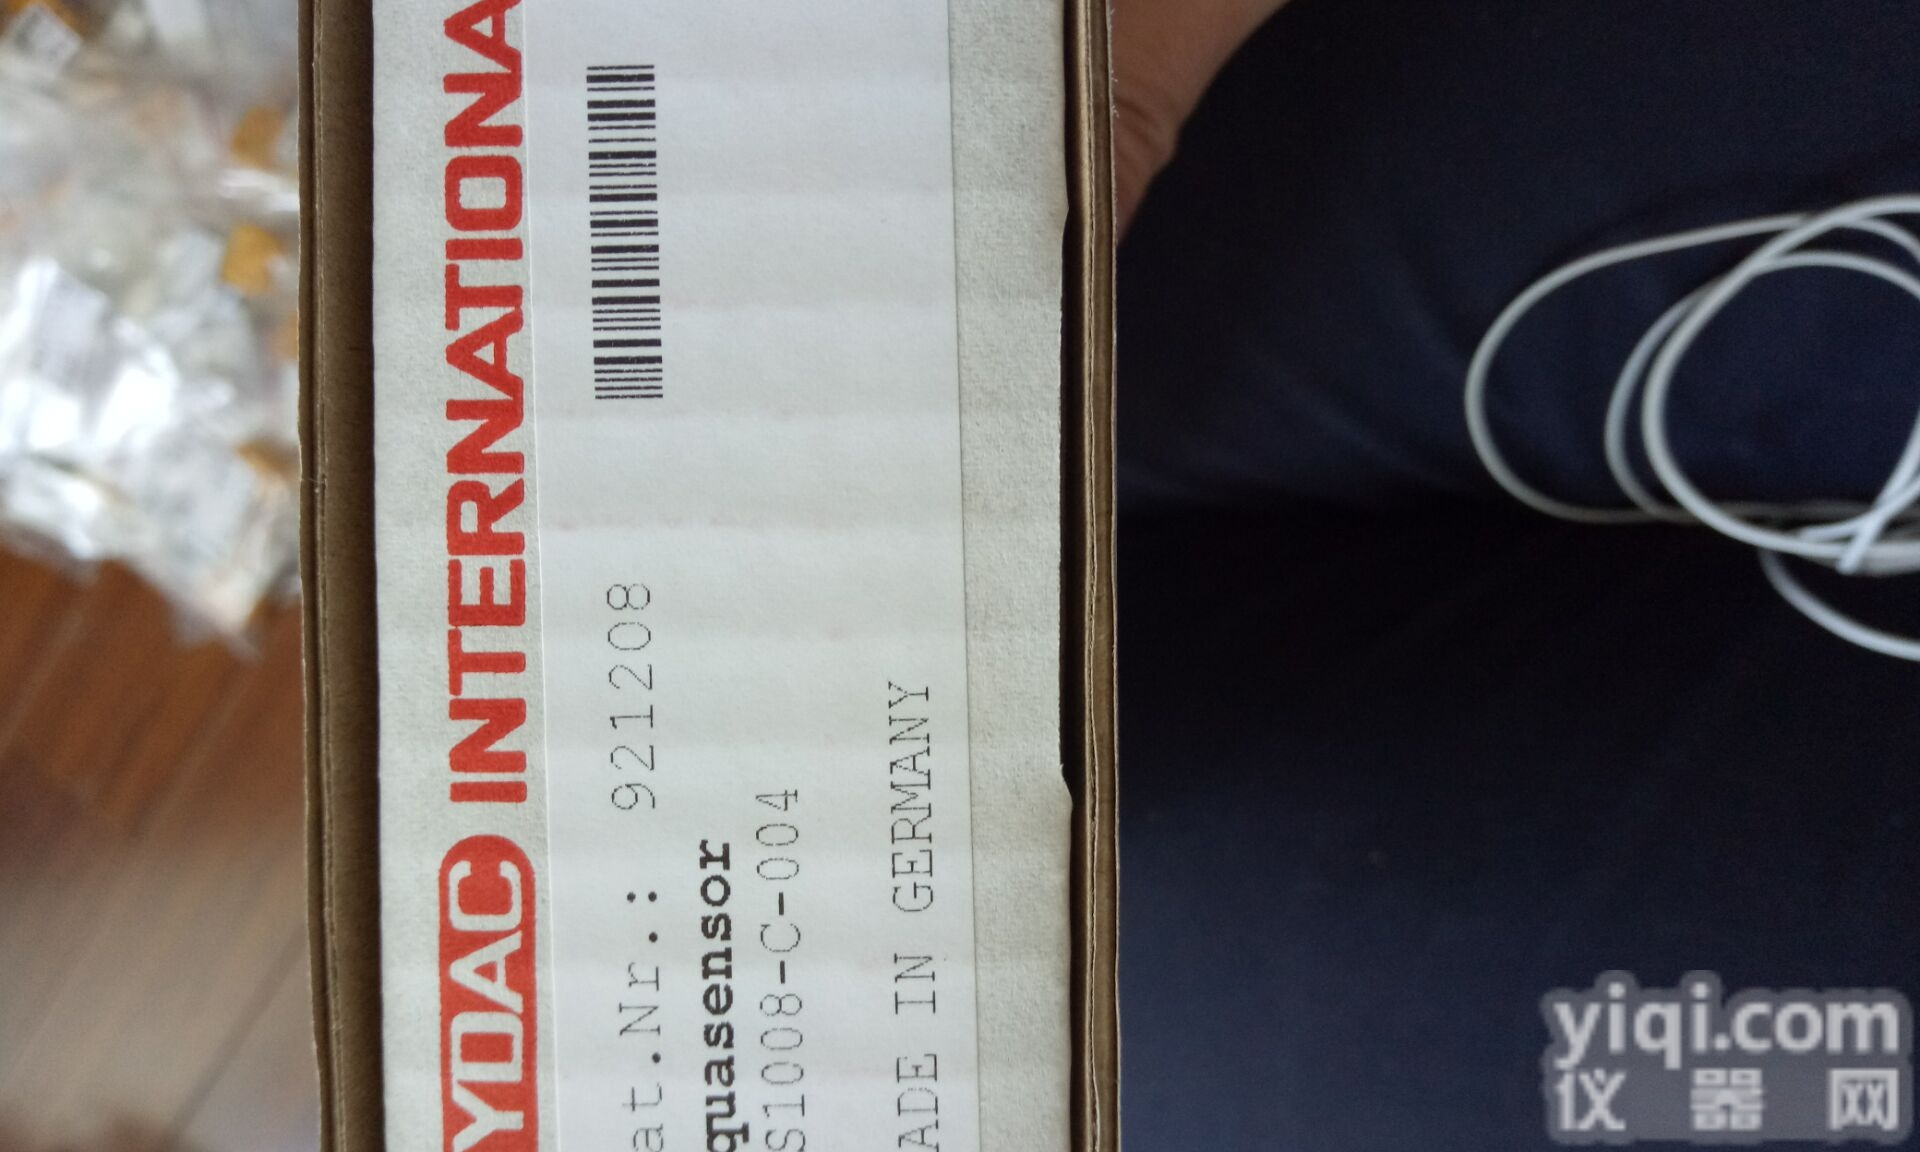 YDAC INTERNATIONA
at.Nr.: 921208
quasensor
S1008-C-004
ADE IN GERMANY
yiqi.com
仪器网